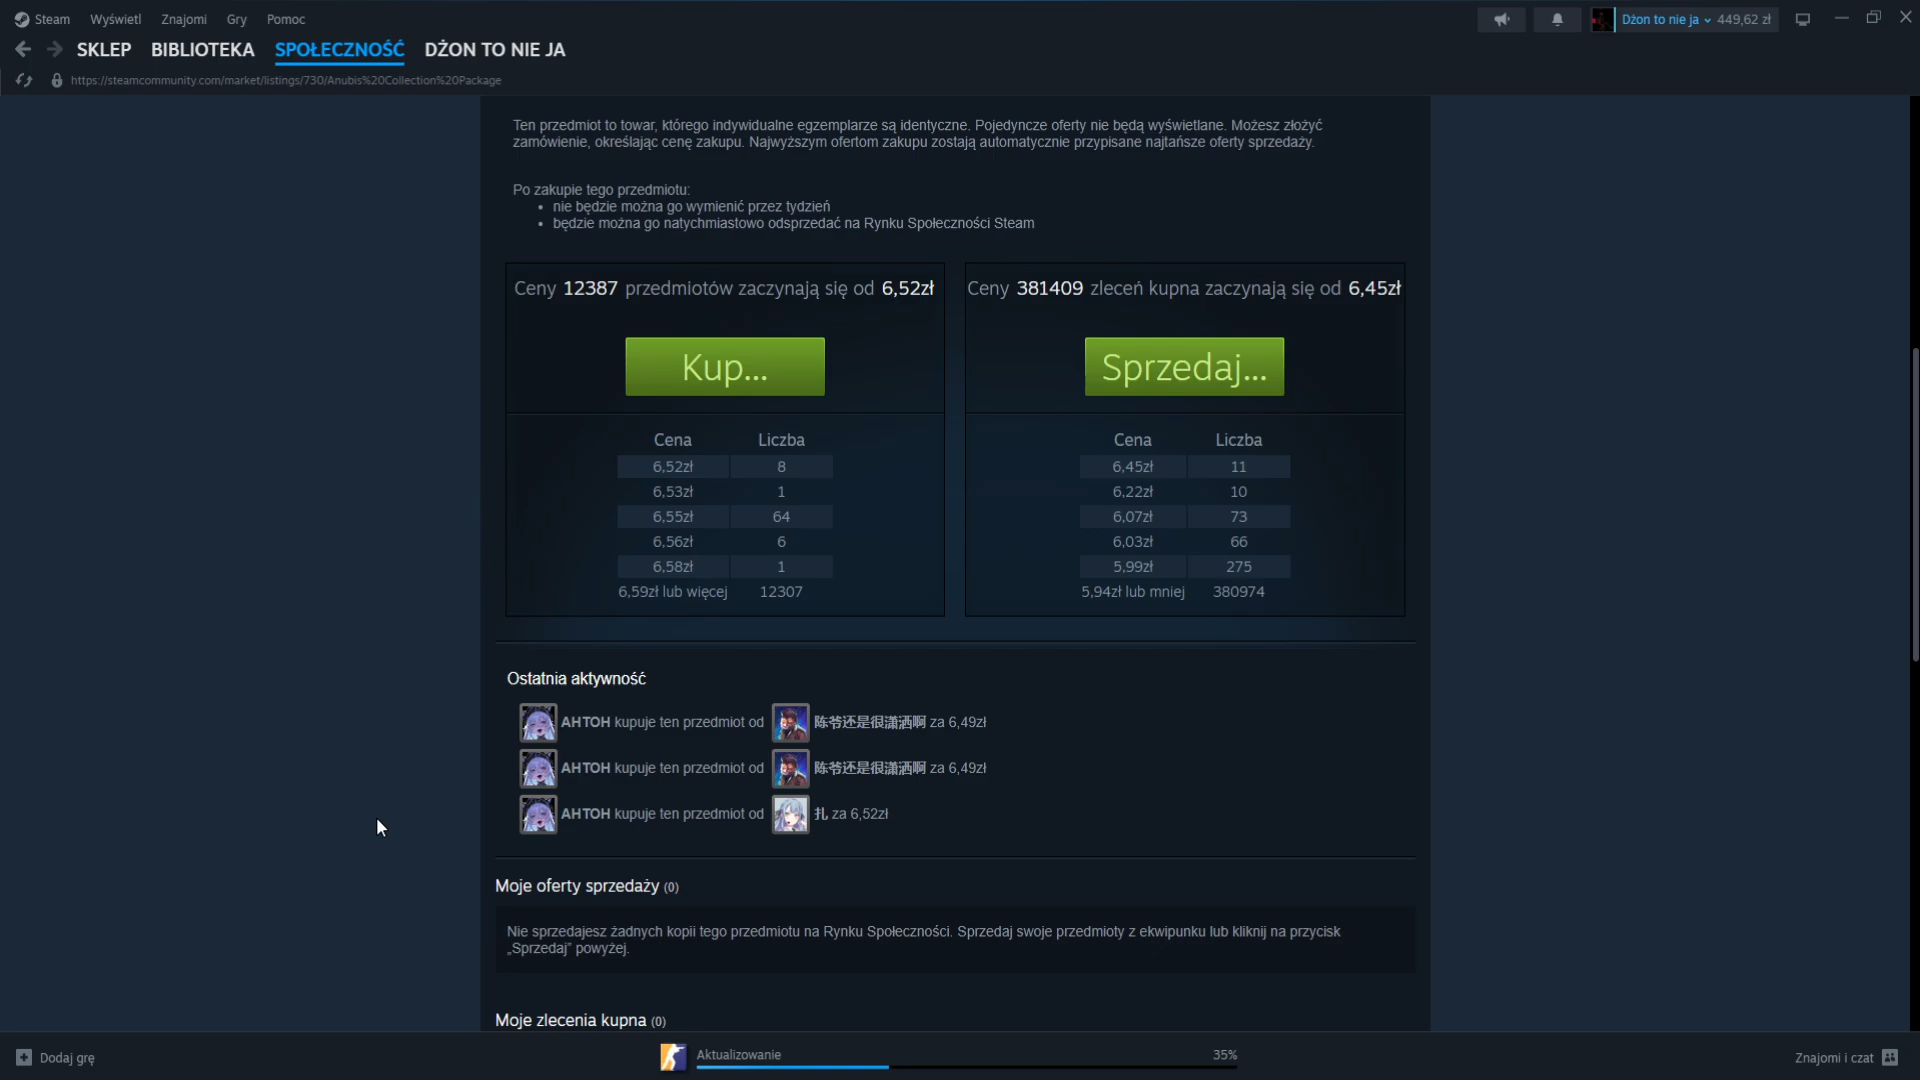 Steam Wyświetl Znajomi Gry Pomoc Dżon to nie ja 449,62 zł
SKLEP BIBLIOTEKA SPOŁECZNOŚĆ DŻON TO NIE JA
https://steamcommunity.com/market/listings/730/Anubis%20Collection%20Package
Ten przedmiot to towar, którego indywidualne egzemplarze są identyczne. Pojedyncze oferty nie będą wyświetlane. Możesz złożyć
zamówienie, określając cenę zakupu. Najwyższym ofertom zakupu zostają automatycznie przypisane najtańsze oferty sprzedaży.
Po zakupie tego przedmiotu:
• nie będzie można go wymienić przez tydzień
• będzie można go natychmiastowo odsprzedać na Rynku Społeczności Steam
Ceny 12387 przedmiotów zaczynają się od 6,52zł
Kup...
Cena Liczba
6,52zł 8
6,53zł 1
6,55zł 64
6,56zł 6
6,58zł 1
6,59zł lub więcej 12307
Ceny 381409 zleceń kupna zaczynają się od 6,45zł
Sprzedaj...
Cena Liczba
6,45zł 11
6,22zł 10
6,07zł 73
6,03zł 66
5,99zł 275
5,94zł lub mniej 380974
Ostatnia aktywność
AHTOH kupuje ten przedmiot od 陈爷还是很潇洒啊 za 6,49zł
AHTOH kupuje ten przedmiot od 陈爷还是很潇洒啊 za 6,49zł
AHTOH kupuje ten przedmiot od 扎 za 6,52zł
Moje oferty sprzedaży (0)
Nie sprzedajesz żadnych kopii tego przedmiotu na Rynku Społeczności. Sprzedaj swoje przedmioty z ekwipunku lub kliknij na przycisk
„Sprzedaj” powyżej.
Moje zlecenia kupna (0)
Dodaj grę
Aktualizowanie 35%
Znajomi i czat